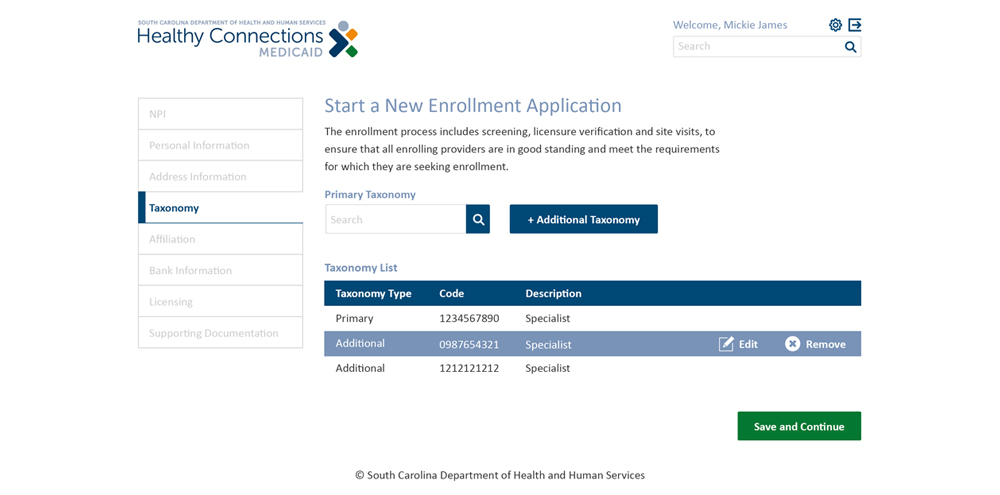 SOUTH CAROLINA DEPARTMENT OF HEALTH AND HUMAN SERVICES
Healthy Connections
MEDICAID
Welcome, Mickie James
Search
NPI
Personal Information
Address Information
Taxonomy
Affiliation
Bank Information
Licensing
Supporting Documentation
Start a New Enrollment Application
The enrollment process includes screening, licensure verification and site visits, to
ensure that all enrolling providers are in good standing and meet the requirements
for which they are seeking enrollment.
Primary Taxonomy
Search
+ Additional Taxonomy
Taxonomy List
Taxonomy Type Code Description
Primary 1234567890 Specialist
Additional 0987654321 Specialist Edit Remove
Additional 1212121212 Specialist
Save and Continue
© South Carolina Department of Health and Human Services